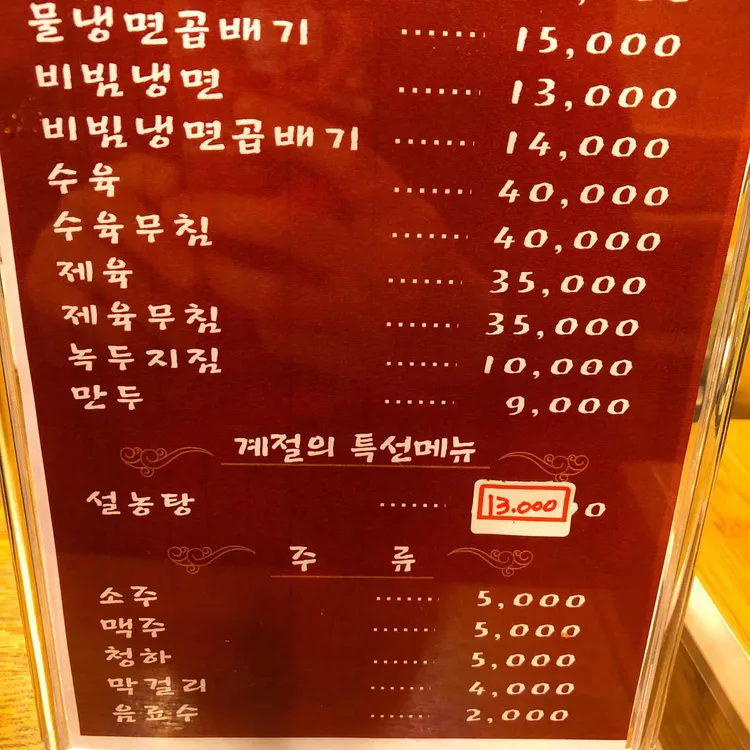 물냉면곱배기 ...... 15,000
비빔냉면 ....... 13,000
비빔냉면곱배기 ...... 14,000
수육 ...... 40,000
수육무침 ...... 40,000
제육 ...... 35,000
제육무침 ...... 35,000
녹두지짐 ...... 10,000
만두 ...... 9,000
계절의 특선메뉴
설농탕 ...... 13.000
주 류
소주 ...... 5,000
맥주 ...... 5,000
청하 ...... 5,000
막걸리 ...... 4,000
음료수 ...... 2,000